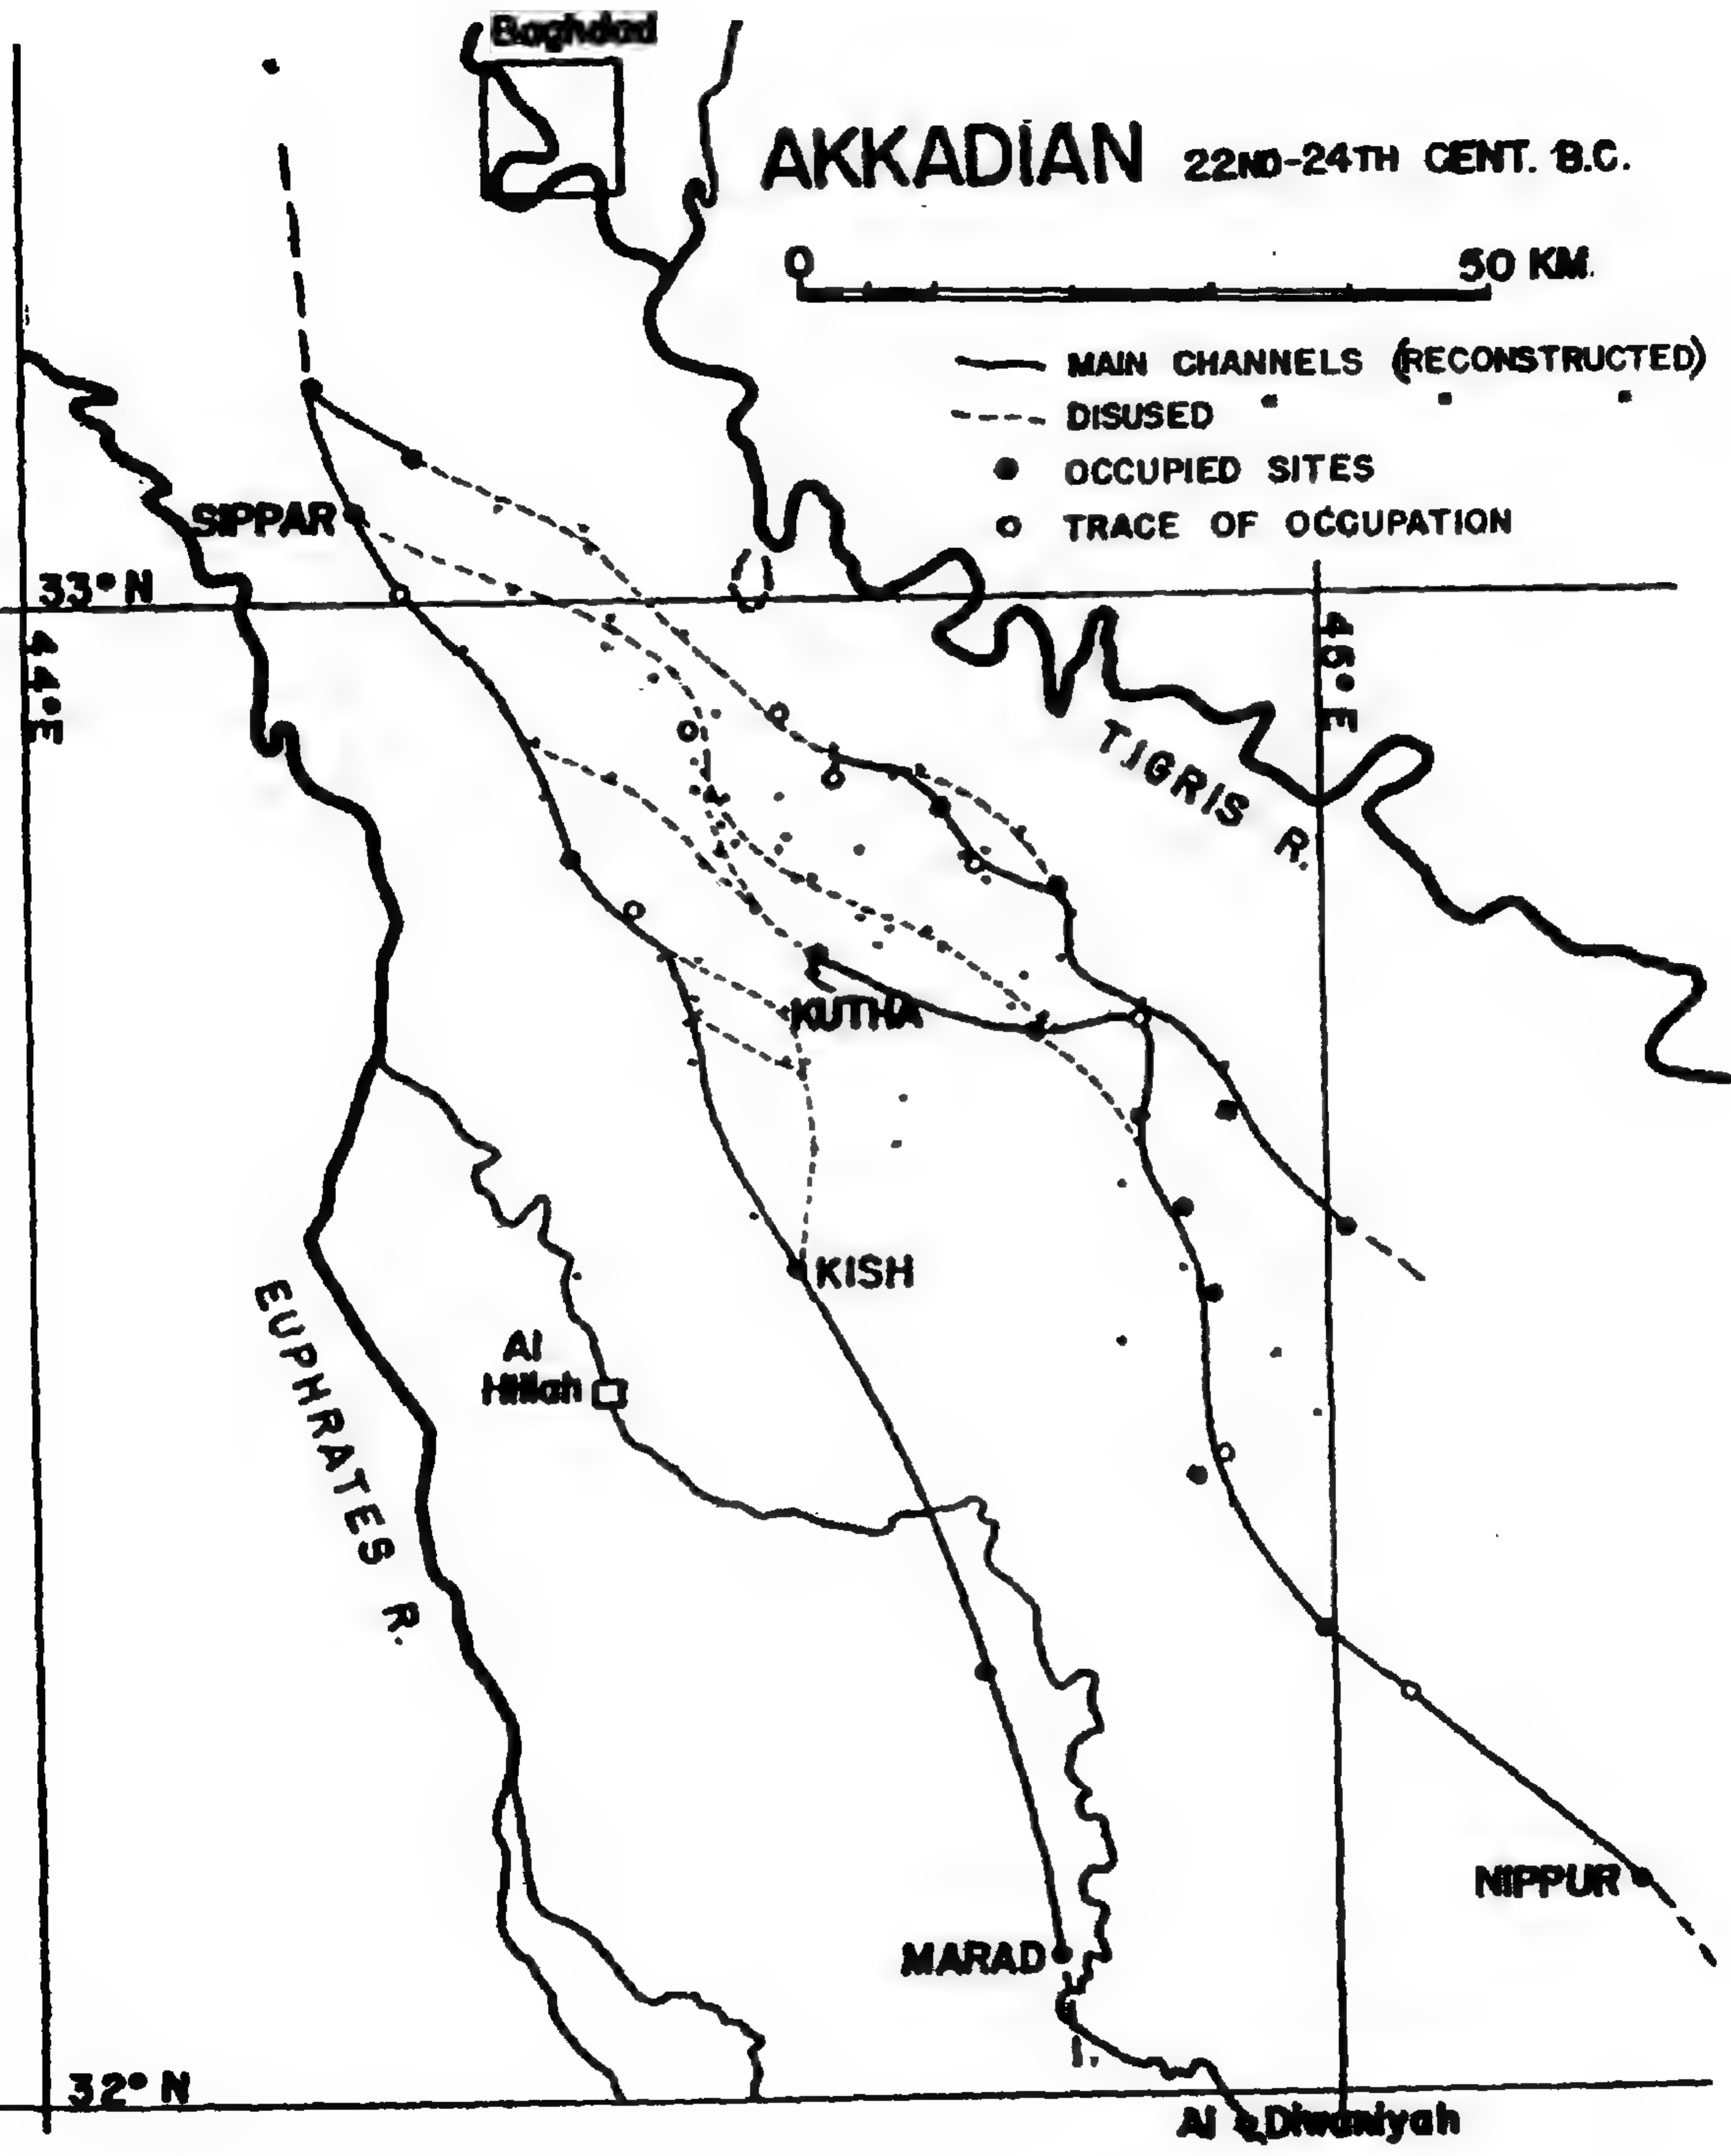 Baghdad
AKKADIAN 22ND-24TH CENT. B.C.
0
50 KM.
MAIN CHANNELS (RECONSTRUCTED)
DISUSED
OCCUPIED SITES
TRACE OF OCCUPATION
SIPPAR
33° N
44° E
45° E
TIGRIS R.
KUTHA
KISH
EUPHRATES R.
Al
Hillah
NIPPUR
MARAD
32° N
Al Diwaniyah